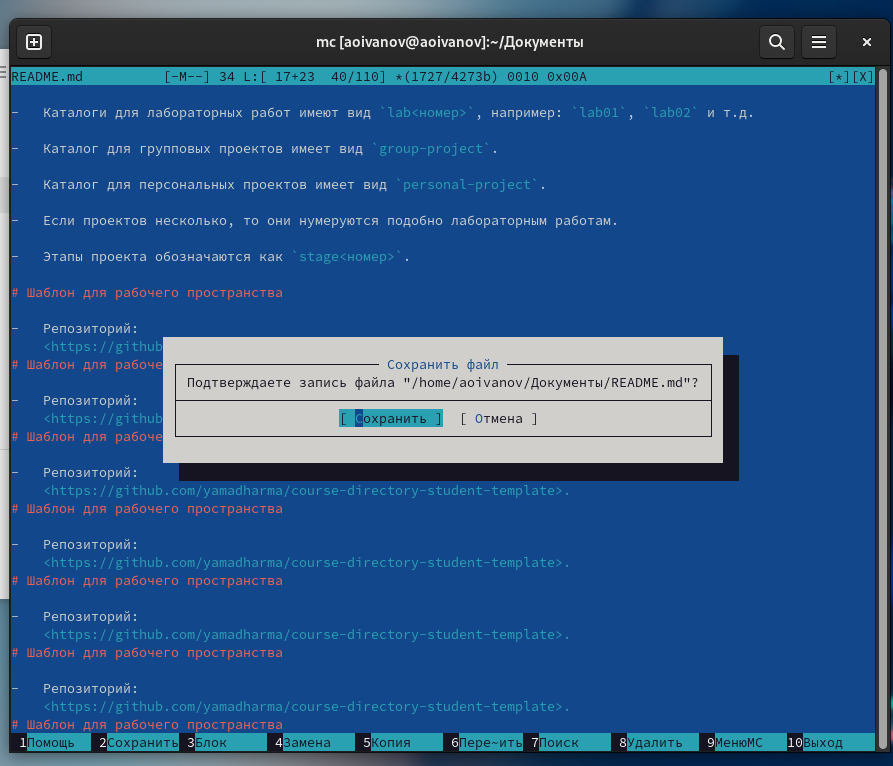 mc [aoivanov@aoivanov]:~/Документы
README.md [-M--] 34 L:[ 17+23 40/110] *(1727/4273b) 0010 0x00A [*][X]
- Каталоги для лабораторных работ имеют вид `lab<номер>`, например: `lab01`, `lab02` и т.д.
- Каталог для групповых проектов имеет вид `group-project`.
- Каталог для персональных проектов имеет вид `personal-project`.
- Если проектов несколько, то они нумеруются подобно лабораторным работам.
- Этапы проекта обозначаются как `stage<номер>`.
# Шаблон для рабочего пространства
- Репозиторий:
<https://github
# Шаблон для рабоче
- Репозиторий:
<https://github
# Шаблон для рабоче
Сохранить файл
Подтверждаете запись файла "/home/aoivanov/Документы/README.md"?
[ Сохранить ] [ Отмена ]
- Репозиторий:
<https://github.com/yamadharma/course-directory-student-template>.
# Шаблон для рабочего пространства
- Репозиторий:
<https://github.com/yamadharma/course-directory-student-template>.
# Шаблон для рабочего пространства
- Репозиторий:
<https://github.com/yamadharma/course-directory-student-template>.
# Шаблон для рабочего пространства
- Репозиторий:
<https://github.com/yamadharma/course-directory-student-template>.
# Шаблон для рабочего пространства
1Помощь 2Сохранить 3Блок 4Замена 5Копия 6Пере~ить 7Поиск 8Удалить 9МенюМС 10Выход